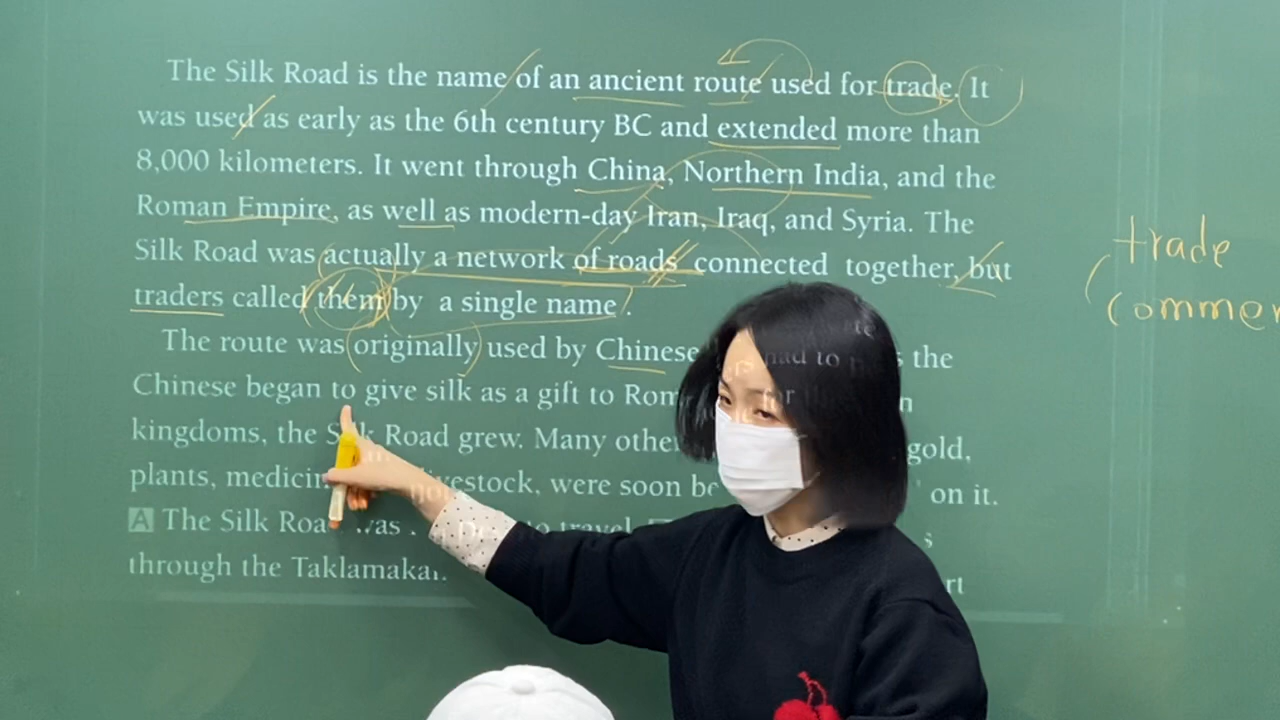 The Silk Road is the name of an ancient route used for trade. It
was used as early as the 6th century BC and extended more than
8,000 kilometers. It went through China, Northern India, and the
Roman Empire, as well as modern-day Iran, Iraq, and Syria. The
Silk Road was actually a network of roads connected together, but
traders called them by a single name.
The route was originally used by Chinese had to the
Chinese began to give silk as a gift to
kingdoms, the Silk Road grew. Many other gold,
plants, were soon on it.
A The Silk Road was to travel.
through the Taklamakan
trade